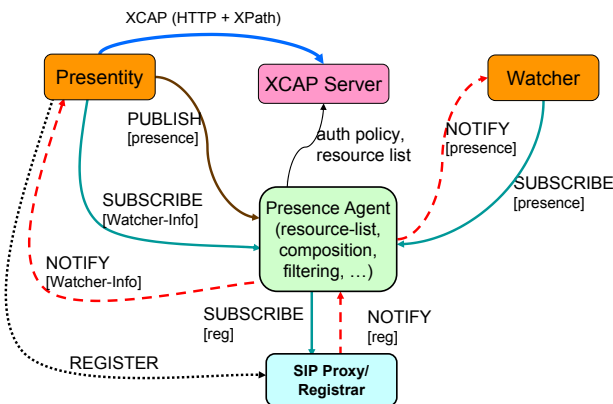 XCAP (HTTP + XPath)
Presentity
XCAP Server
Watcher
PUBLISH
[presence]
auth policy,
resource list
NOTIFY
[presence]
SUBSCRIBE
[presence]
SUBSCRIBE
[Watcher-Info]
Presence Agent
(resource-list,
composition,
filtering, …)
NOTIFY
[Watcher-Info]
SUBSCRIBE
[reg]
NOTIFY
[reg]
REGISTER
SIP Proxy/
Registrar